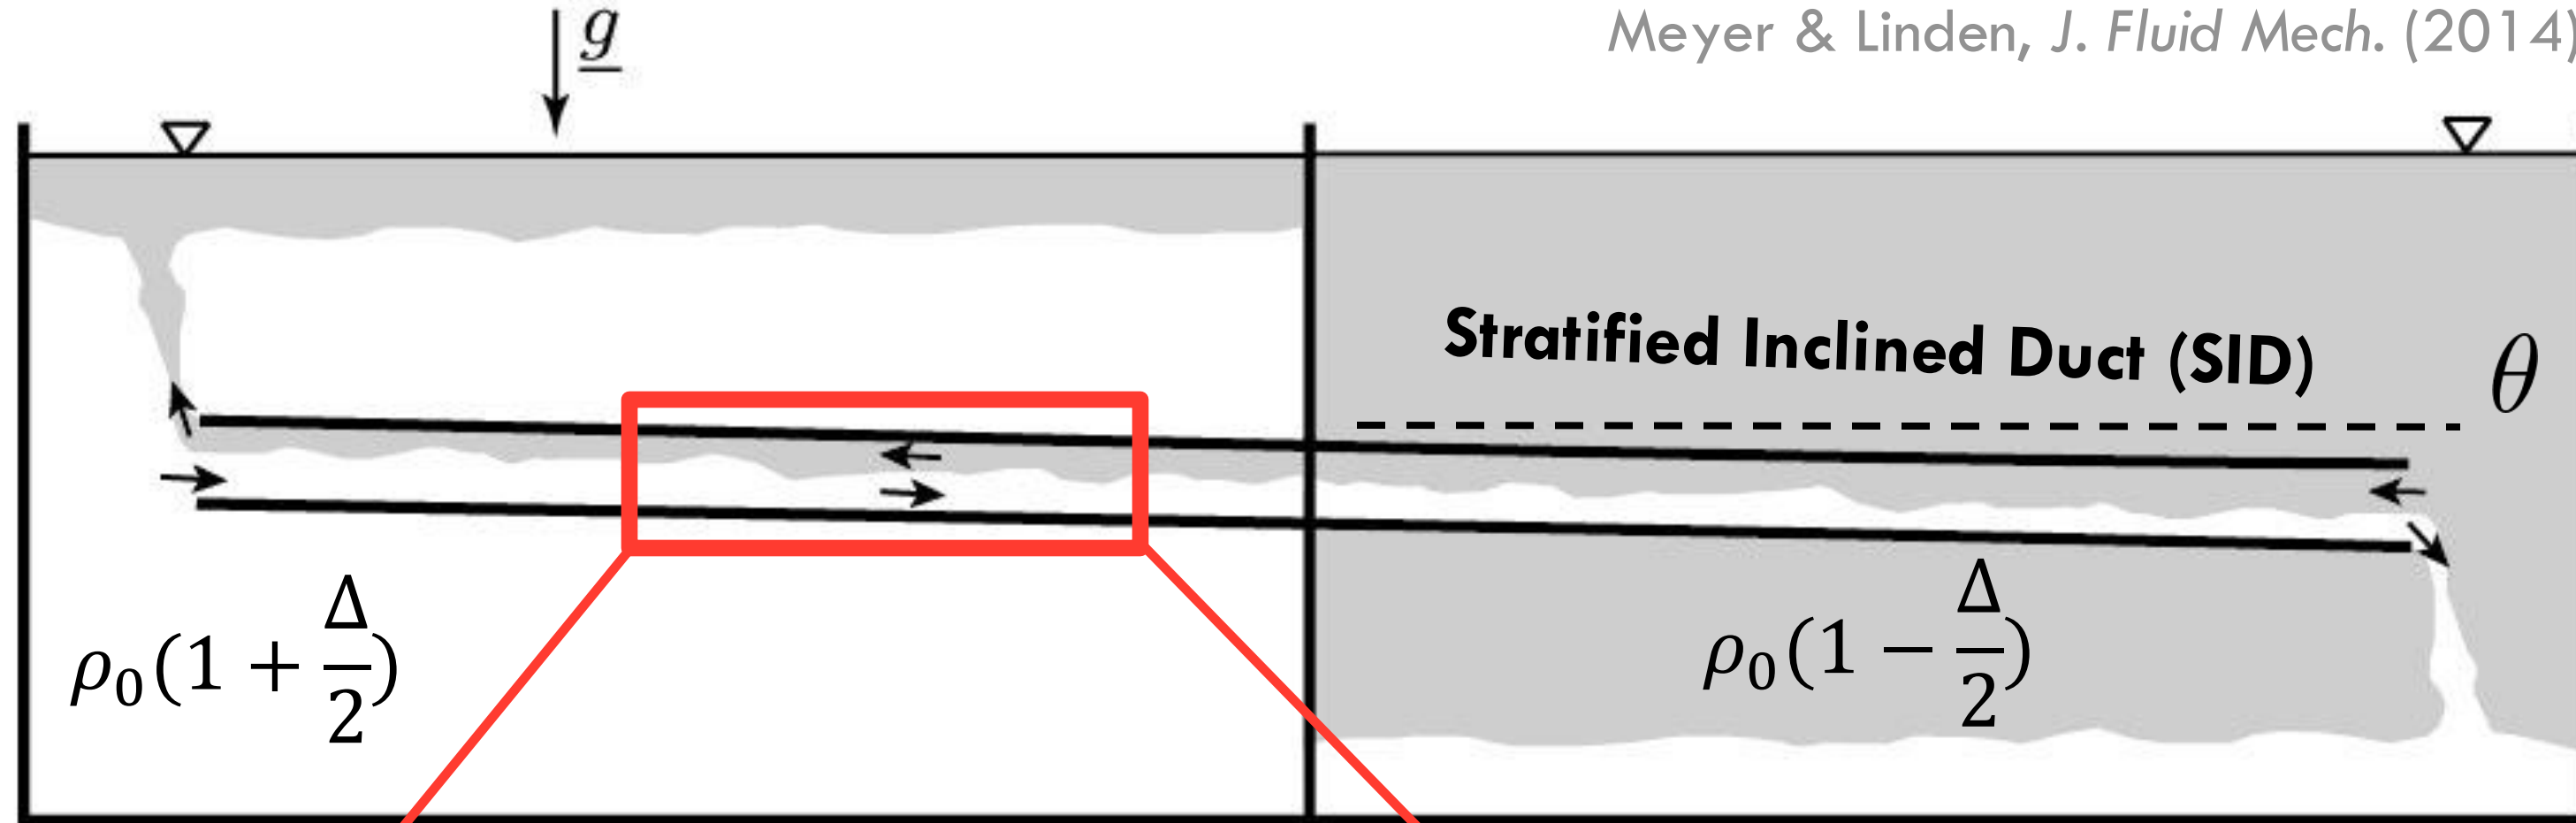 g
Meyer & Linden, J. Fluid Mech. (2014)
Stratified Inclined Duct (SID)
θ
ρ₀(1 + Δ/2)
ρ₀(1 − Δ/2)